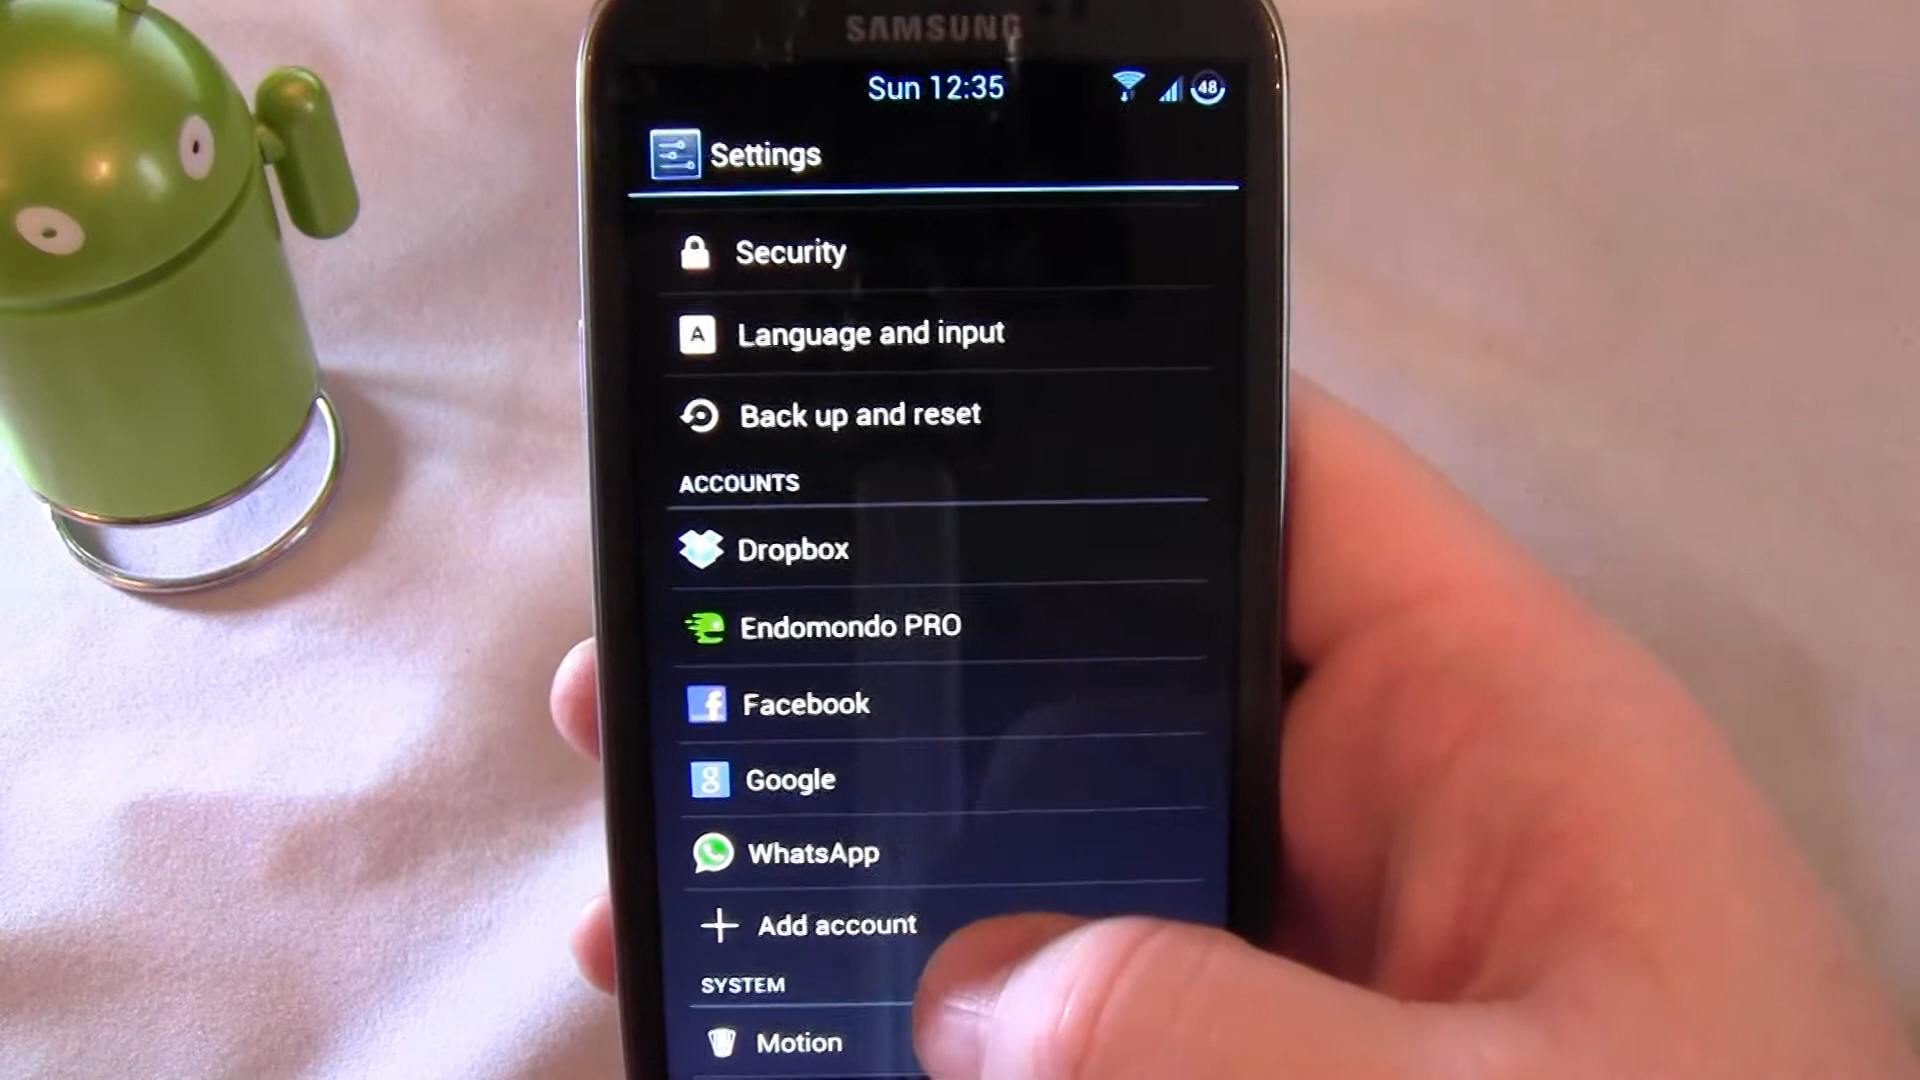 SAMSUNG
Sun 12:35
48
Settings
Security
A
Language and input
Back up and reset
ACCOUNTS
Dropbox
Endomondo PRO
f
Facebook
g
Google
WhatsApp
Add account
SYSTEM
Motion